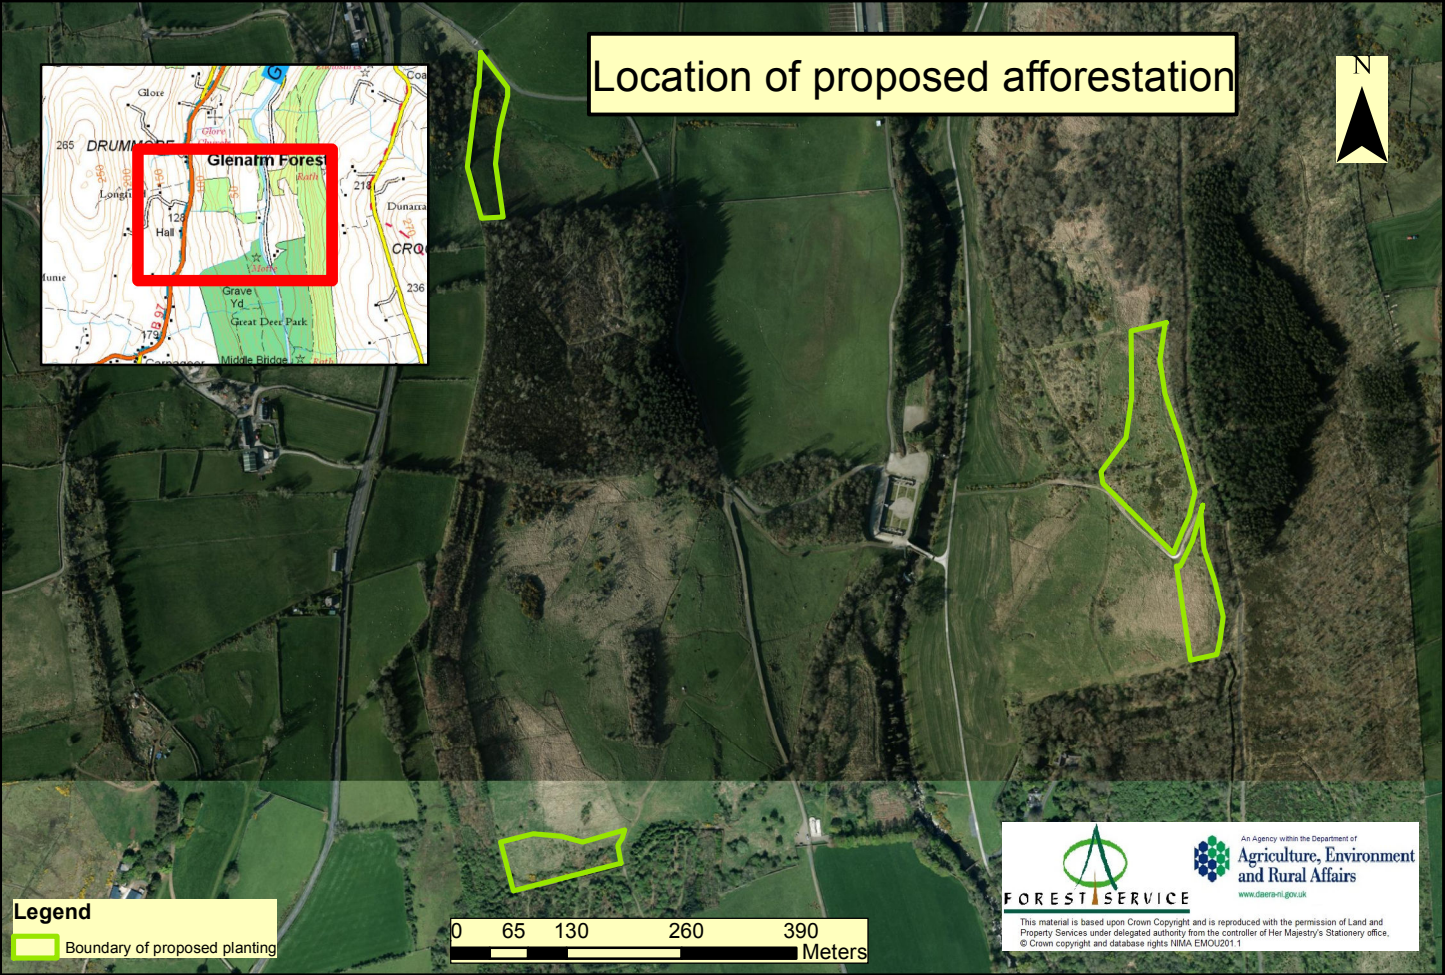 Location of proposed afforestation
N
Glore
265
DRUMMORE
Glenarm Forest
Rath
218
Dunarra
Longfi
128
Hall
CRO
236
Motte
Grave
Yd
Great Deer Park
B 97
179
Middle Bridge
Rath
Legend
Boundary of proposed planting
0 65 130 260 390
Meters
FOREST SERVICE
An Agency within the Department of
Agriculture, Environment
and Rural Affairs
www.daera-ni.gov.uk
This material is based upon Crown Copyright and is reproduced with the permission of Land and
Property Services under delegated authority from the controller of Her Majesty's Stationery office,
© Crown copyright and database rights NIMA EMOU201.1